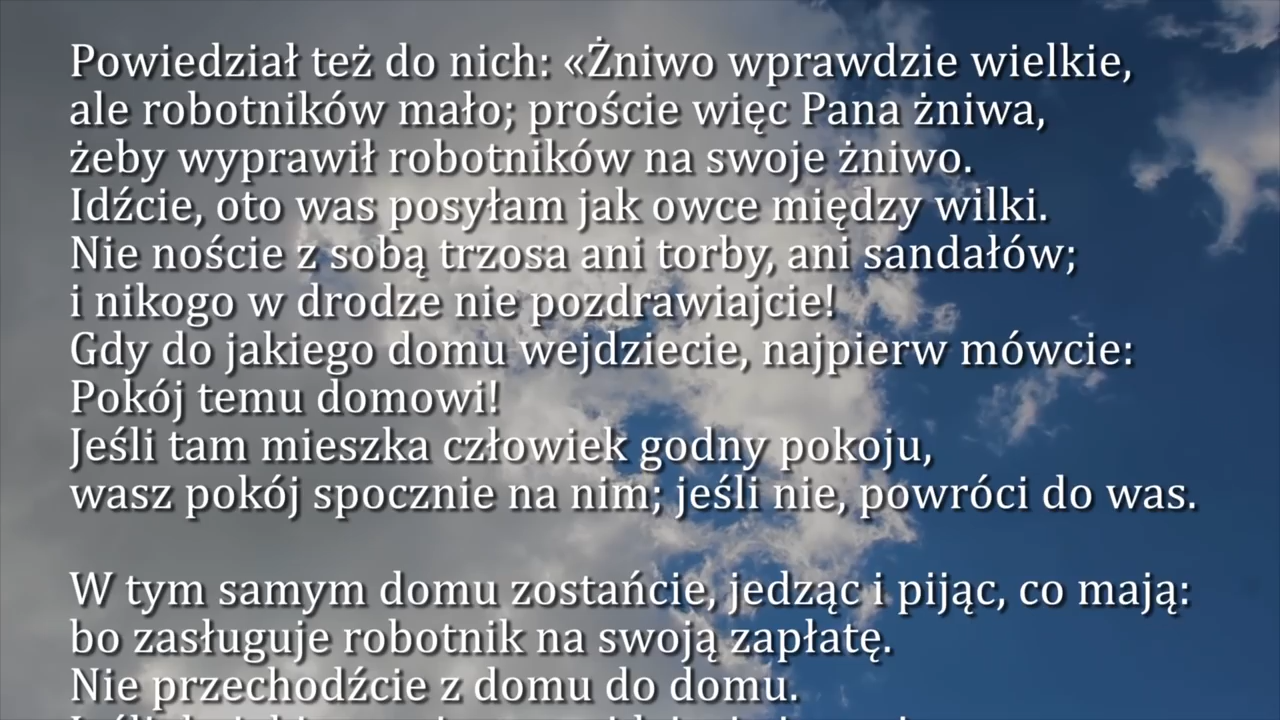 Powiedział też do nich: «Żniwo wprawdzie wielkie,
ale robotników mało; proście więc Pana żniwa,
żeby wyprawił robotników na swoje żniwo.
Idźcie, oto was posyłam jak owce między wilki.
Nie noście z sobą trzosa ani torby, ani sandałów;
i nikogo w drodze nie pozdrawiajcie!
Gdy do jakiego domu wejdziecie, najpierw mówcie:
Pokój temu domowi!
Jeśli tam mieszka człowiek godny pokoju,
wasz pokój spocznie na nim; jeśli nie, powróci do was.
W tym samym domu zostańcie, jedząc i pijąc, co mają:
bo zasługuje robotnik na swoją zapłatę.
Nie przechodźcie z domu do domu.